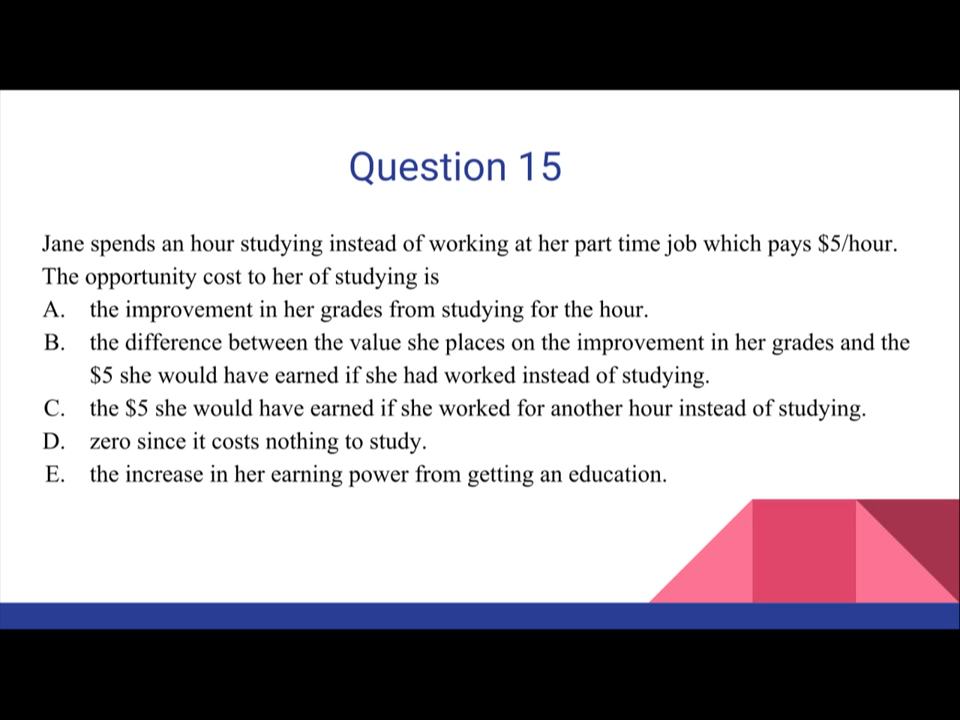 Question 15
Jane spends an hour studying instead of working at her part time job which pays $5/hour.
The opportunity cost to her of studying is
A. the improvement in her grades from studying for the hour.
B. the difference between the value she places on the improvement in her grades and the
$5 she would have earned if she had worked instead of studying.
C. the $5 she would have earned if she worked for another hour instead of studying.
D. zero since it costs nothing to study.
E. the increase in her earning power from getting an education.